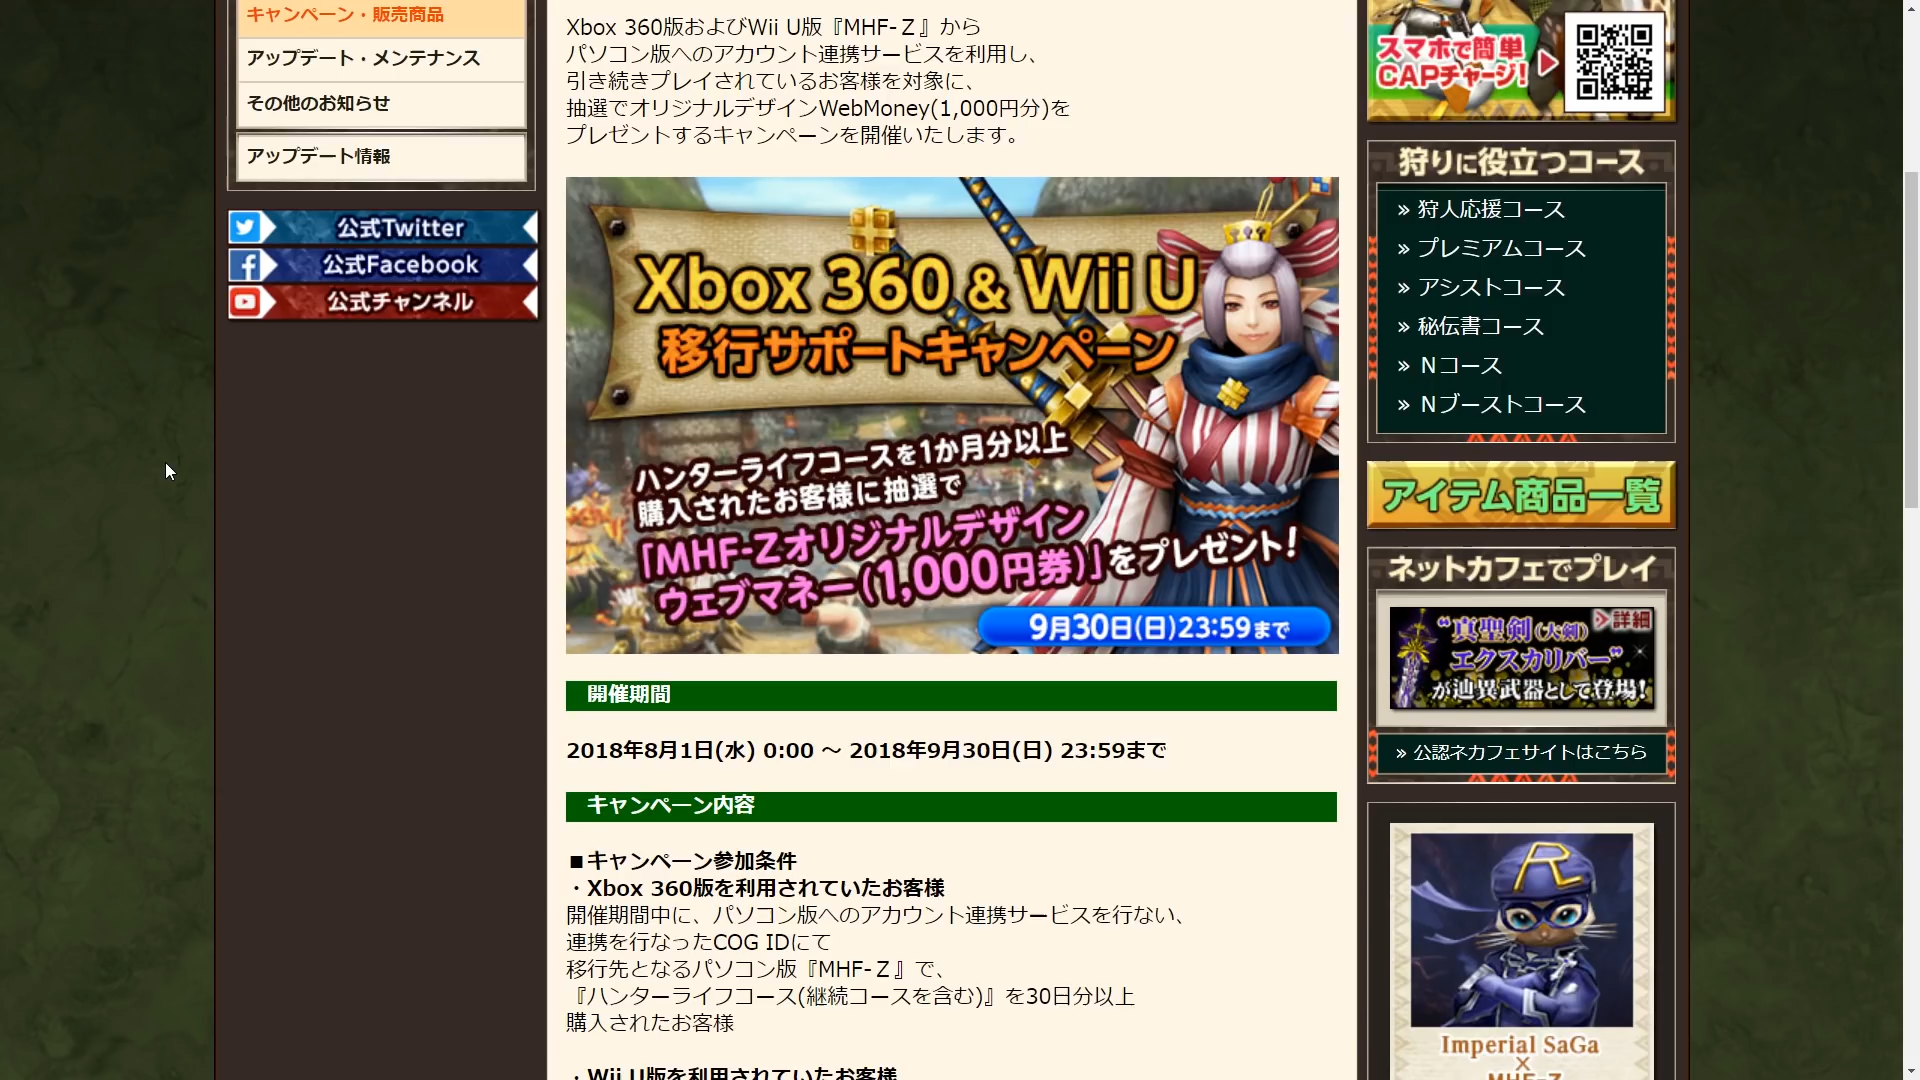 キャンペーン・販売商品
アップデート・メンテナンス
その他のお知らせ
アップデート情報
公式Twitter
公式Facebook
公式チャンネル
Xbox 360版およびWii U版『MHF-Ｚ』から
パソコン版へのアカウント連携サービスを利用し、
引き続きプレイされているお客様を対象に、
抽選でオリジナルデザインWebMoney(1,000円分)を
プレゼントするキャンペーンを開催いたします。
Xbox 360 & Wii U
移行サポートキャンペーン
ハンターライフコースを1か月分以上
購入されたお客様に抽選で
「MHF-Zオリジナルデザイン
ウェブマネー(1,000円券)」をプレゼント!
9月30日(日)23:59まで
開催期間
2018年8月1日(水) 0:00 ～ 2018年9月30日(日) 23:59まで
キャンペーン内容
■キャンペーン参加条件
・Xbox 360版を利用されていたお客様
開催期間中に、パソコン版へのアカウント連携サービスを行ない、
連携を行なったCOG IDにて
移行先となるパソコン版『MHF-Ｚ』で、
『ハンターライフコース(継続コースを含む)』を30日分以上
購入されたお客様
・Wii U版を利用されていたお客様
スマホで簡単
CAPチャージ!
狩りに役立つコース
» 狩人応援コース
» プレミアムコース
» アシストコース
» 秘伝書コース
» Ｎコース
» Ｎブーストコース
アイテム商品一覧
ネットカフェでプレイ
"真聖剣(大剣)
詳細
エクスカリバー"
が辿異武器として登場!
» 公認ネカフェサイトはこちら
R
Imperial SaGa
×
MHF-Z